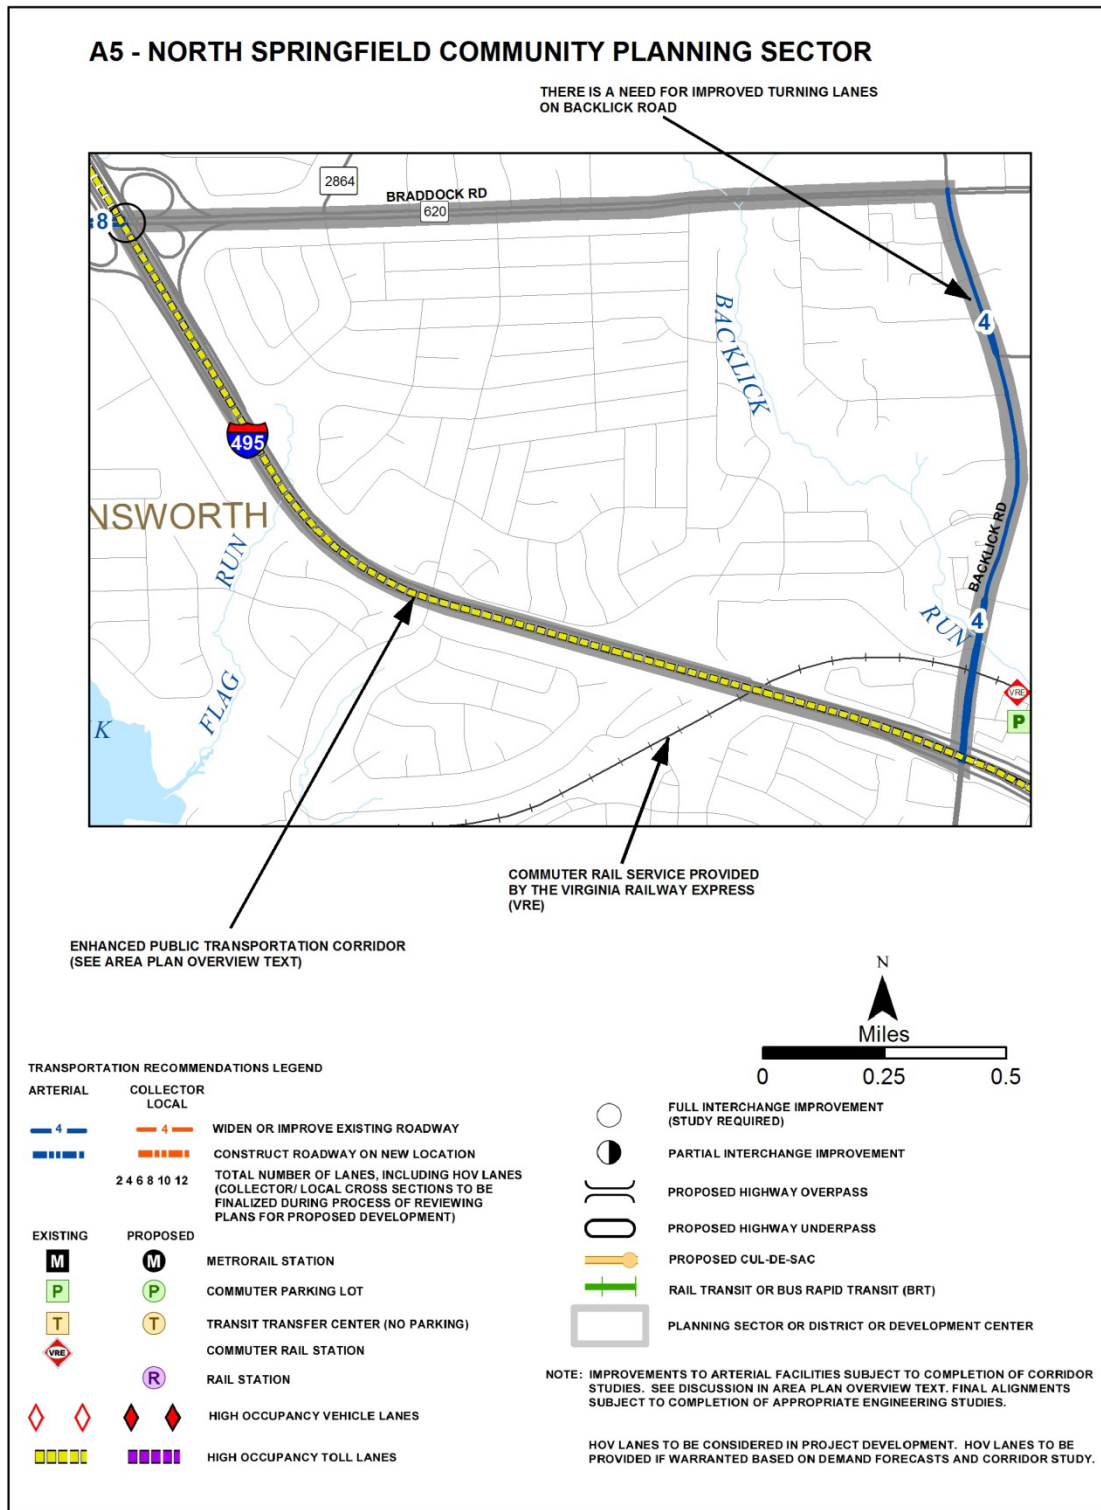 A5 - NORTH SPRINGFIELD COMMUNITY PLANNING SECTOR
THERE IS A NEED FOR IMPROVED TURNING LANES
ON BACKLICK ROAD
2864
BRADDOCK RD
620
8
BACKLICK
4
495
NSWORTH
RUN
BACKLICK RD
RUN
4
FLAG
VRE
P
K
COMMUTER RAIL SERVICE PROVIDED
BY THE VIRGINIA RAILWAY EXPRESS
(VRE)
ENHANCED PUBLIC TRANSPORTATION CORRIDOR
(SEE AREA PLAN OVERVIEW TEXT)
N
Miles
0 0.25 0.5
TRANSPORTATION RECOMMENDATIONS LEGEND
ARTERIAL COLLECTOR
LOCAL
4 4 WIDEN OR IMPROVE EXISTING ROADWAY
CONSTRUCT ROADWAY ON NEW LOCATION
2 4 6 8 10 12 TOTAL NUMBER OF LANES, INCLUDING HOV LANES
(COLLECTOR/ LOCAL CROSS SECTIONS TO BE
FINALIZED DURING PROCESS OF REVIEWING
PLANS FOR PROPOSED DEVELOPMENT)
EXISTING PROPOSED
M M METRORAIL STATION
P P COMMUTER PARKING LOT
T T TRANSIT TRANSFER CENTER (NO PARKING)
VRE COMMUTER RAIL STATION
R RAIL STATION
HIGH OCCUPANCY VEHICLE LANES
HIGH OCCUPANCY TOLL LANES
FULL INTERCHANGE IMPROVEMENT
(STUDY REQUIRED)
PARTIAL INTERCHANGE IMPROVEMENT
PROPOSED HIGHWAY OVERPASS
PROPOSED HIGHWAY UNDERPASS
PROPOSED CUL-DE-SAC
RAIL TRANSIT OR BUS RAPID TRANSIT (BRT)
PLANNING SECTOR OR DISTRICT OR DEVELOPMENT CENTER
NOTE: IMPROVEMENTS TO ARTERIAL FACILITIES SUBJECT TO COMPLETION OF CORRIDOR
STUDIES. SEE DISCUSSION IN AREA PLAN OVERVIEW TEXT. FINAL ALIGNMENTS
SUBJECT TO COMPLETION OF APPROPRIATE ENGINEERING STUDIES.
HOV LANES TO BE CONSIDERED IN PROJECT DEVELOPMENT. HOV LANES TO BE
PROVIDED IF WARRANTED BASED ON DEMAND FORECASTS AND CORRIDOR STUDY.